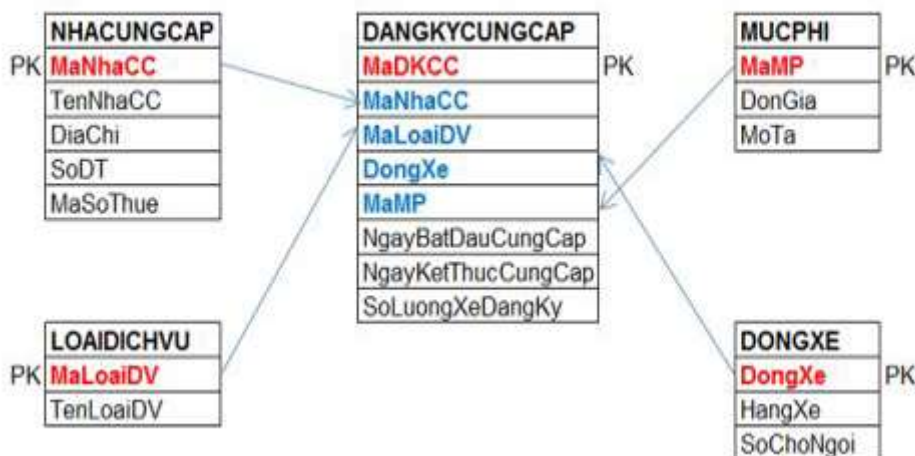 NHACUNGCAP
PK MaNhaCC
TenNhaCC
DiaChi
SoDT
MaSoThue
DANGKYCUNGCAP
MaDKCC PK
MaNhaCC
MaLoaiDV
DongXe
MaMP
NgayBatDauCungCap
NgayKetThucCungCap
SoLuongXeDangKy
MUCPHI
MaMP PK
DonGia
MoTa
LOAIDICHVU
PK MaLoaiDV
TenLoaiDV
DONGXE
DongXe PK
HangXe
SoChoNgoi